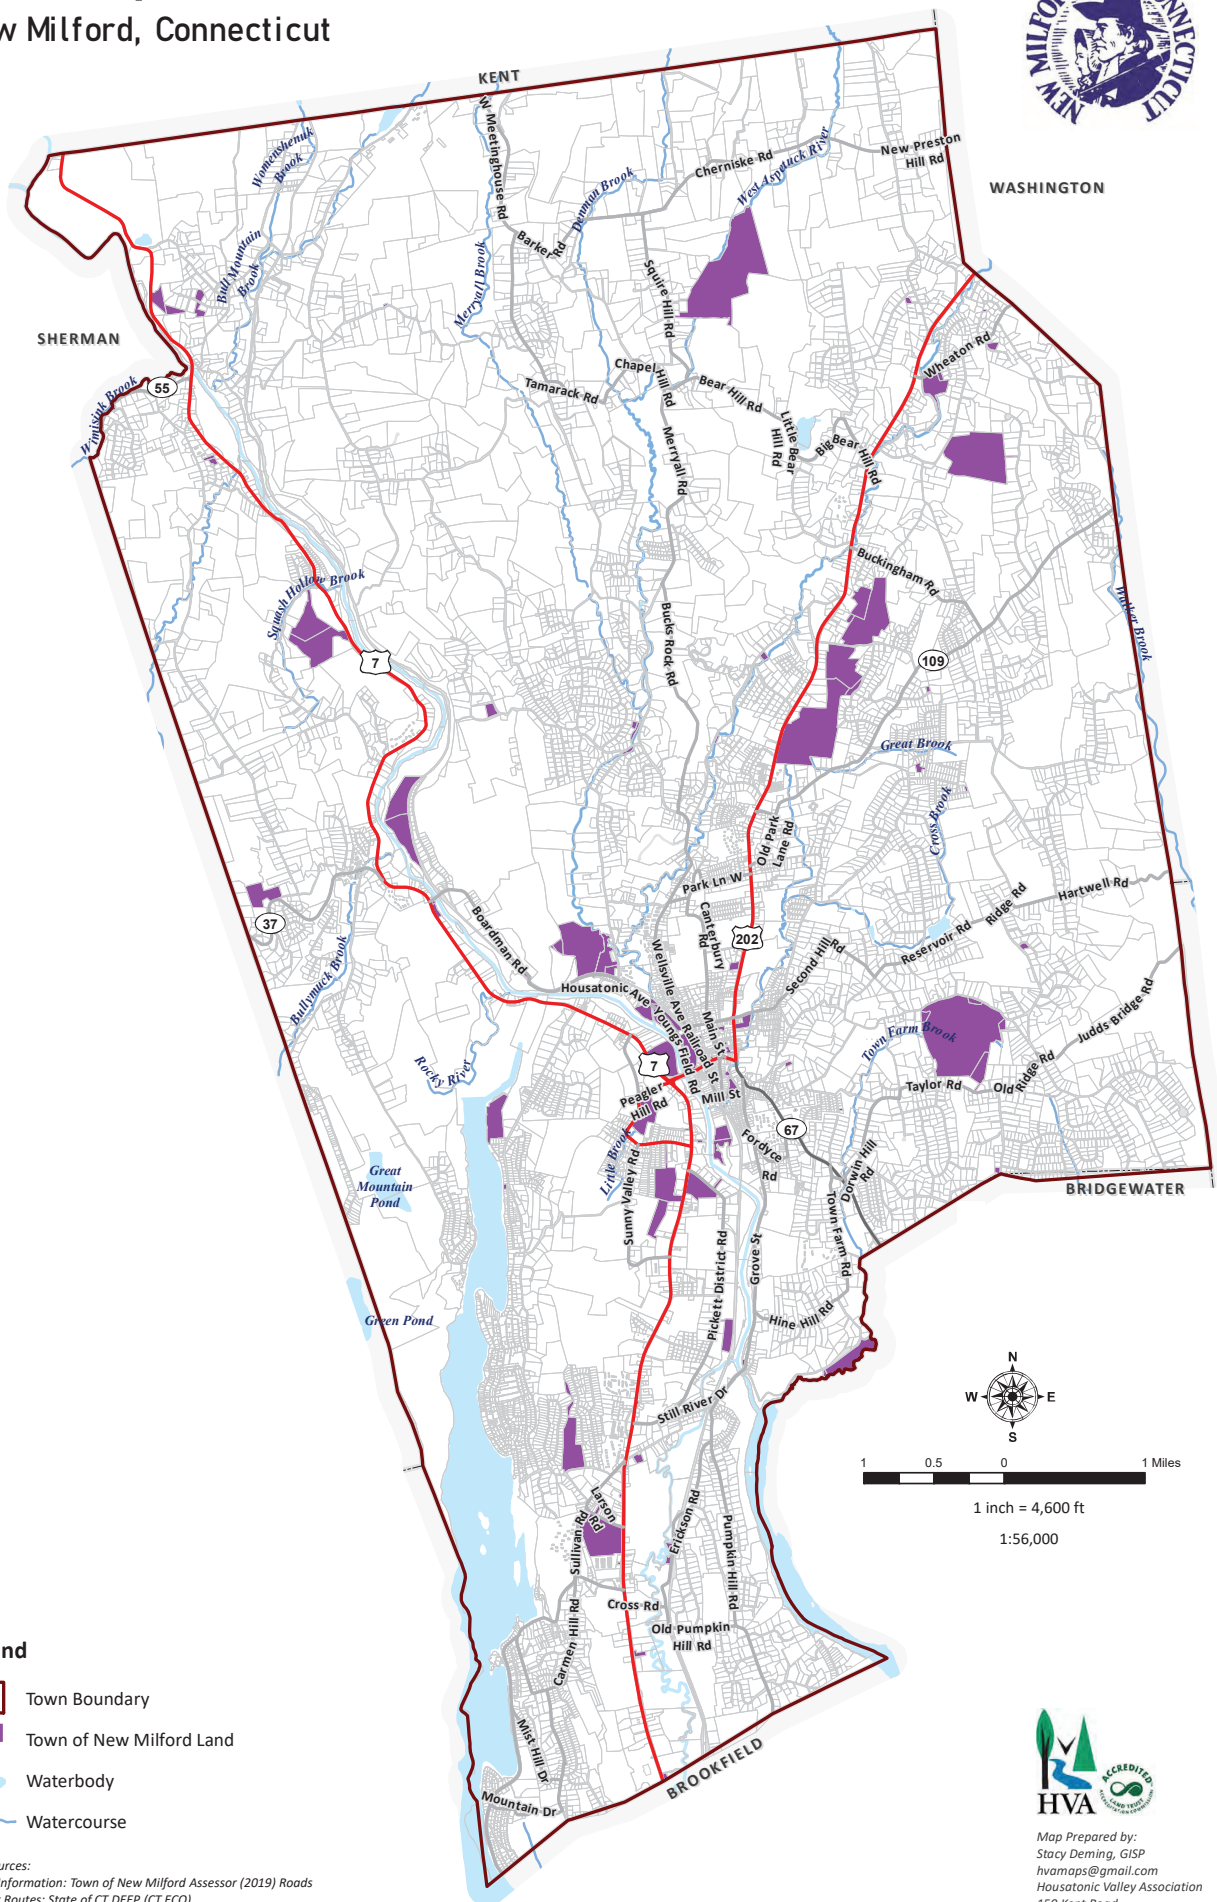 w Milford, Connecticut
NEW MILFORD CONNECTICUT
KENT
WASHINGTON
SHERMAN
BRIDGEWATER
BROOKFIELD
Womenshenuk
Brook
Bull Mountain
Brook
W Meetinghouse Rd
Denman Brook
Cherniske Rd
West Aspetuck River
New Preston
Hill Rd
Barker Rd
Merryall Brook
Squire Hill Rd
Wimisink Brook
55
Tamarack Rd
Chapel
Hill Rd
Bear Hill Rd
Wheaton Rd
Little Bear
Hill Rd
Big Bear Hill Rd
Merryall Rd
Buckingham Rd
Squash Hollow Brook
Bucks Rock Rd
7
109
Walker Brook
Great Brook
Cross Brook
Old Park
Lane Rd
Park Ln W
Canterbury
Rd
37
Boardman Rd
202
Second Hill Rd
Reservoir Rd
Ridge Rd
Hartwell Rd
Bullymuck Brook
Housatonic Ave
Wellsville Ave
Youngs Field Rd
Railroad St
Main St
Town Farm Brook
Judds Bridge Rd
Rocky River
7
Peagler
Hill Rd
Mill St
Taylor Rd
Old Ridge Rd
67
Fordyce
Rd
Little Brook
Sunny Valley Rd
Great
Mountain
Pond
Dorwin Hill
Rd
Town Farm Rd
Pickett District Rd
Grove St
Green Pond
Hine Hill Rd
Still River Dr
N
W E
S
1 0.5 0 1 Miles
1 inch = 4,600 ft
1:56,000
Larson
Rd
Sullivan Rd
Erickson Rd
Pumpkin Hill Rd
Cross Rd
Old Pumpkin
Hill Rd
Carmen Hill Rd
Mist Hill Dr
Mountain Dr
nd
Town Boundary
Town of New Milford Land
Waterbody
Watercourse
urces:
Information: Town of New Milford Assessor (2019) Roads
Routes: State of CT DEEP (CT ECO)
HVA
ACCREDITED
LAND TRUST
ACCREDITATION COMMISSION
Map Prepared by:
Stacy Deming, GISP
hvamaps@gmail.com
Housatonic Valley Association
150 Kent Road